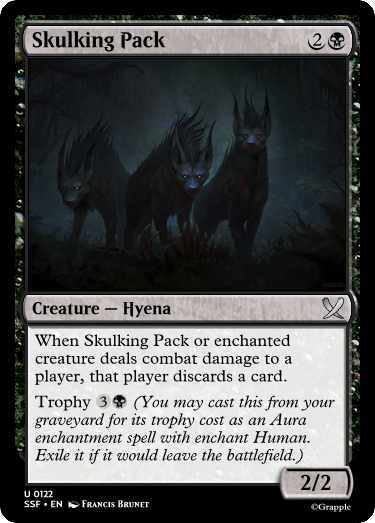 Skulking Pack 2
Creature — Hyena
When Skulking Pack or enchanted
creature deals combat damage to a
player, that player discards a card.
Trophy 3 (You may cast this from your
graveyard for its trophy cost as an Aura
enchantment spell with enchant Human.
Exile it if it would leave the battlefield.)
2/2
U 0122
SSF • EN Francis Brunet
©Grapple